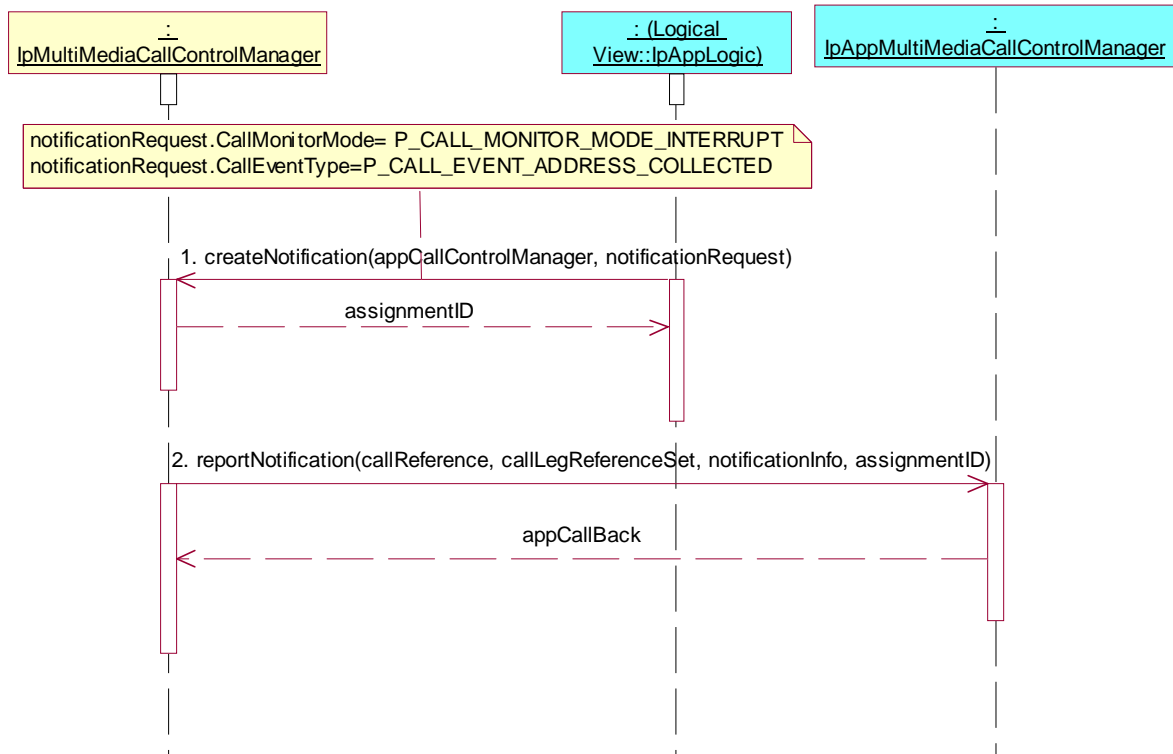 :
IpMultiMediaCallControlManager
: (Logical
View::IpAppLogic)
:
IpAppMultiMediaCallControlManager
notificationRequest.CallMonitorMode= P_CALL_MONITOR_MODE_INTERRUPT
notificationRequest.CallEventType=P_CALL_EVENT_ADDRESS_COLLECTED
1. createNotification(appCallControlManager, notificationRequest)
assignmentID
2. reportNotification(callReference, callLegReferenceSet, notificationInfo, assignmentID)
appCallBack